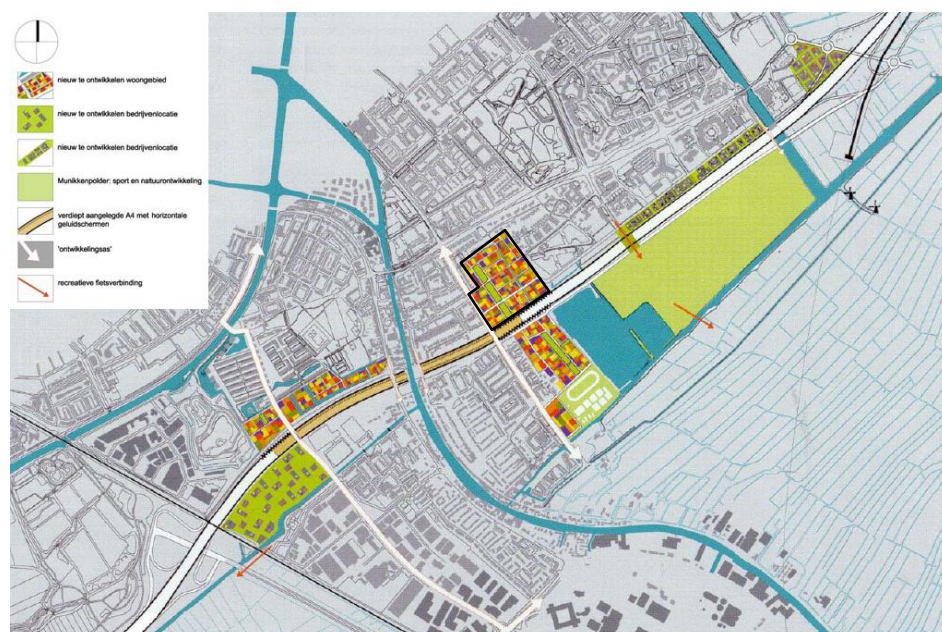 nieuw te ontwikkelen woongebied
nieuw te ontwikkelen bedrijvenlocatie
nieuw te ontwikkelen bedrijvenlocatie
Munikkenpolder: sport en natuurontwikkeling
verdiept aangelegde A4 met horizontale
geluidschermen
'ontwikkelingsas'
recreatieve fietsverbinding